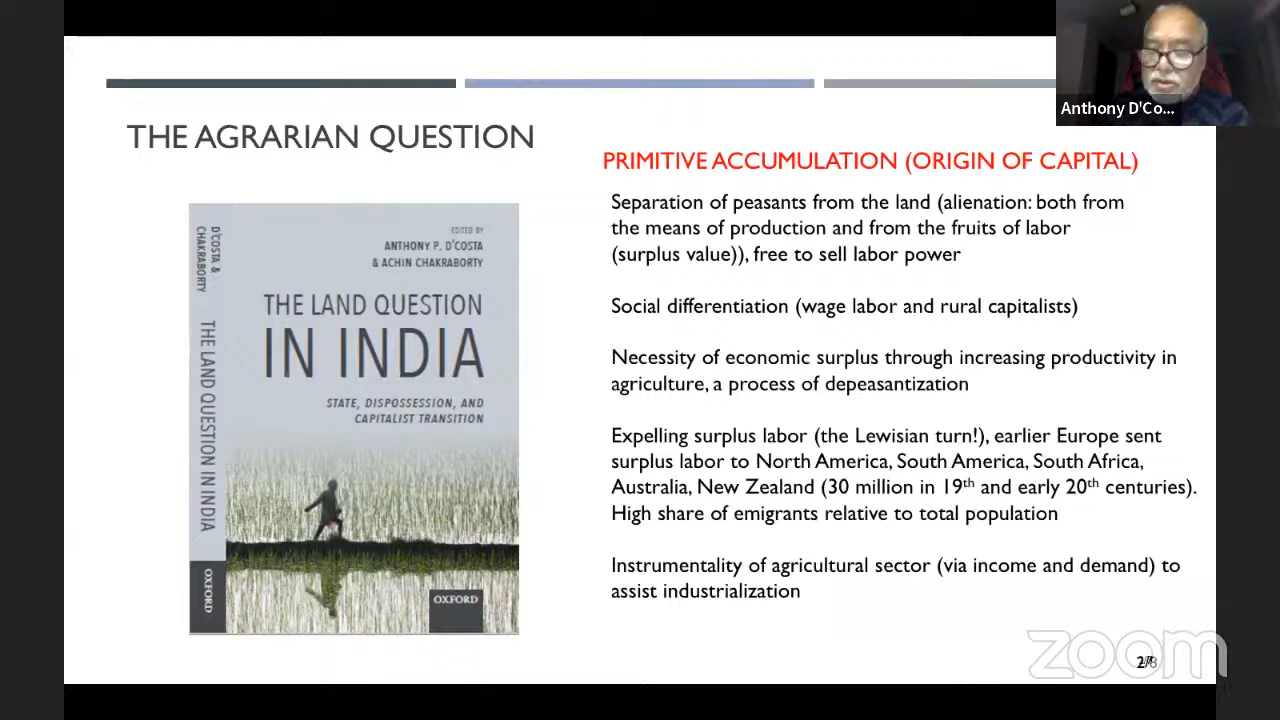 Anthony D'Co...
THE AGRARIAN QUESTION
D'COSTA &
CHAKRABORTY
THE LAND QUESTION IN INDIA
OXFORD
EDITED BY
ANTHONY P. D'COSTA
& ACHIN CHAKRABORTY
THE LAND QUESTION
IN INDIA
STATE, DISPOSSESSION, AND
CAPITALIST TRANSITION
OXFORD
PRIMITIVE ACCUMULATION (ORIGIN OF CAPITAL)
Separation of peasants from the land (alienation: both from
the means of production and from the fruits of labor
(surplus value)), free to sell labor power
Social differentiation (wage labor and rural capitalists)
Necessity of economic surplus through increasing productivity in
agriculture, a process of depeasantization
Expelling surplus labor (the Lewisian turn!), earlier Europe sent
surplus labor to North America, South America, South Africa,
Australia, New Zealand (30 million in 19th and early 20th centuries).
High share of emigrants relative to total population
Instrumentality of agricultural sector (via income and demand) to
assist industrialization
zoom